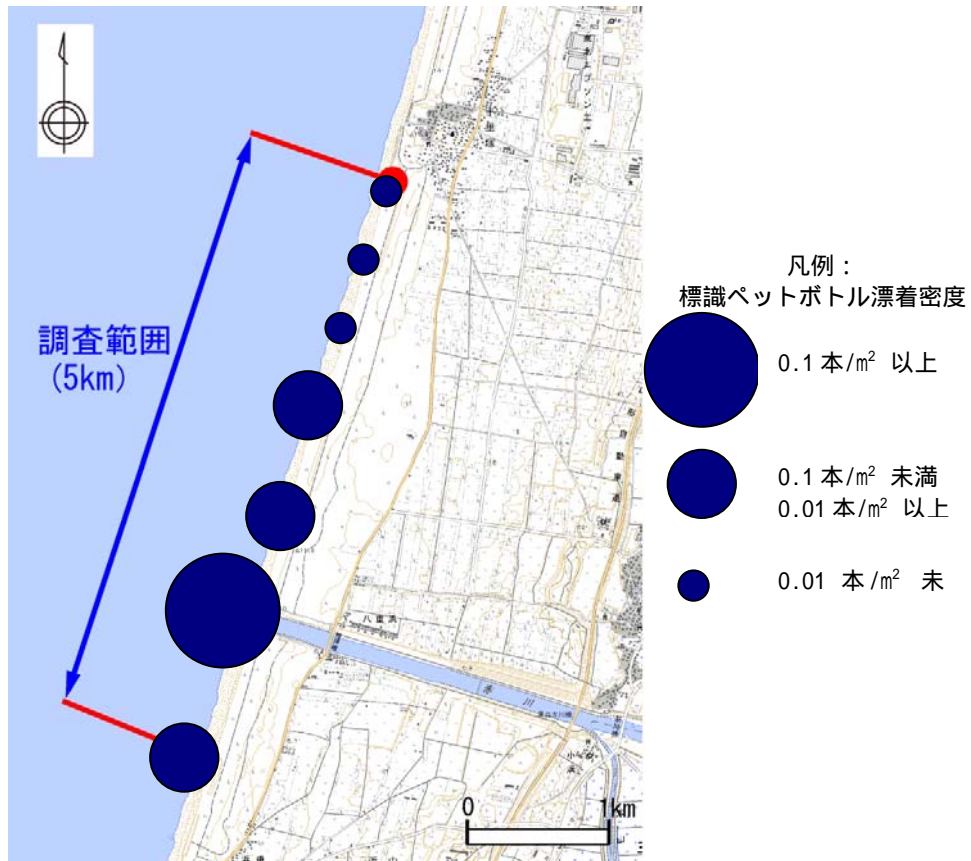 調査範囲
(5km)
八重浜
川
0 1km
凡例：
標識ペットボトル漂着密度
0.1 本/㎡ 以上
0.1 本/㎡ 未満
0.01 本/㎡ 以上
0.01 本/㎡ 未